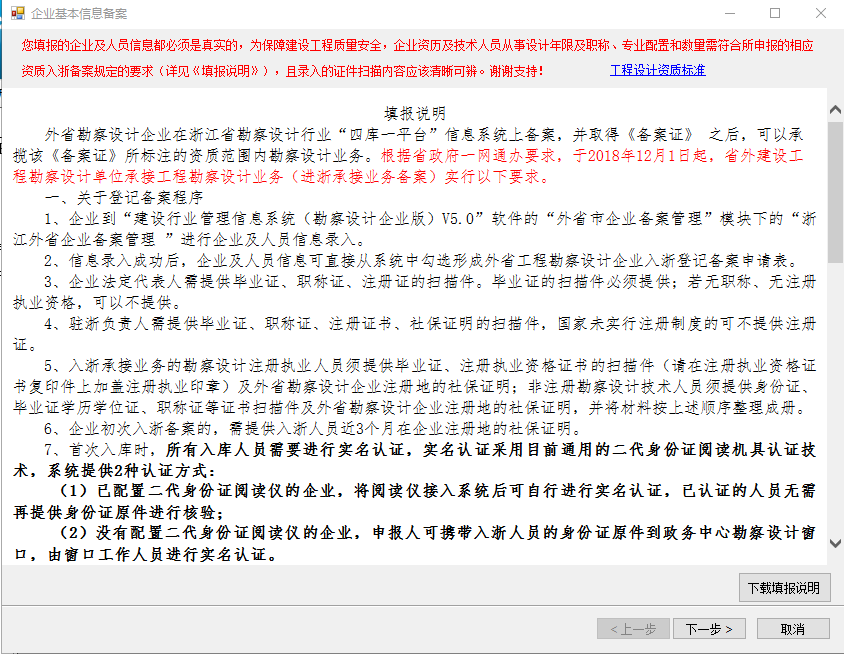 企业基本信息备案
您填报的企业及人员信息都必须是真实的，为保障建设工程质量安全，企业资历及技术人员从事设计年限及职称、专业配置和数量需符合所申报的相应
资质入浙备案规定的要求（详见《填报说明》），且录入的证件扫描内容应该清晰可辨。谢谢支持！ 工程设计资质标准
填报说明
外省勘察设计企业在浙江省勘察设计行业“四库一平台”信息系统上备案，并取得《备案证》 之后，可以承
揽该《备案证》所标注的资质范围内勘察设计业务。根据省政府一网通办要求，于2018年12月1日起，省外建设工
程勘察设计单位承接工程勘察设计业务（进浙承接业务备案）实行以下要求。
一、关于登记备案程序
1、企业到“建设行业管理信息系统（勘察设计企业版）V5.0”软件的“外省市企业备案管理”模块下的“浙
江外省企业备案管理 ”进行企业及人员信息录入。
2、信息录入成功后，企业及人员信息可直接从系统中勾选形成外省工程勘察设计企业入浙登记备案申请表。
3、企业法定代表人需提供毕业证、职称证、注册证的扫描件。毕业证的扫描件必须提供；若无职称、无注册
执业资格，可以不提供。
4、驻浙负责人需提供毕业证、职称证、注册证书、社保证明的扫描件，国家未实行注册制度的可不提供注册
证。
5、入浙承接业务的勘察设计注册执业人员须提供毕业证、注册执业资格证书的扫描件（请在注册执业资格证
书复印件上加盖注册执业印章）及外省勘察设计企业注册地的社保证明；非注册勘察设计技术人员须提供身份证、
毕业证学历学位证、职称证等证书扫描件及外省勘察设计企业注册地的社保证明，并将材料按上述顺序整理成册。
6、企业初次入浙备案的，需提供入浙人员近3个月在企业注册地的社保证明。
7、首次入库时，所有入库人员需要进行实名认证，实名认证采用目前通用的二代身份证阅读机具认证技
术，系统提供2种认证方式：
（1）已配置二代身份证阅读仪的企业，将阅读仪接入系统后可自行进行实名认证，已认证的人员无需
再提供身份证原件进行核验；
（2）没有配置二代身份证阅读仪的企业，申报人可携带入浙人员的身份证原件到政务中心勘察设计窗
口，由窗口工作人员进行实名认证。
下载填报说明
<上一步 下一步> 取消